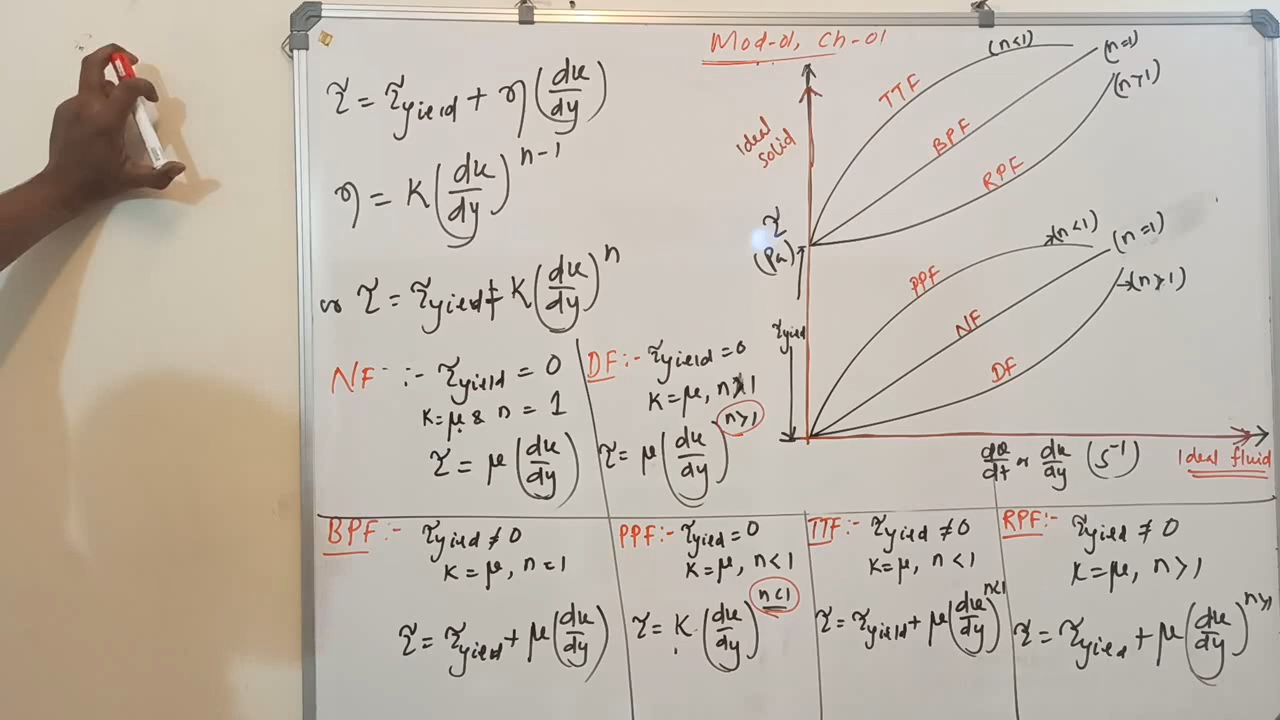 Mod-01, Ch-01
τ = τyield + η(du/dy)
η = K(du/dy)^n-1
or τ = τyield + K(du/dy)^n
NF :- τyield = 0
K=μ & n = 1
τ = μ(du/dy)
DF:- τyield = 0
K=μ, n>1
τ= μ(du/dy)^n>1
BPF:- τyield ≠ 0
K=μ, n=1
τ= τyield + μ(du/dy)
PPF:- τyield = 0
K=μ, n<1
τ= K.(du/dy)^n<1
TTF:- τyield ≠ 0
K=μ, n<1
τ= τyield + μ(du/dy)^n<1
RPF:- τyield ≠ 0
K=μ, n>1
τ= τyield + μ(du/dy)^n>1
Ideal solid
τ (Pa)
τyield
TTF (n<1)
BPF (n=1)
RPF (n>1)
PPF (n<1)
NF (n=1)
DF (n>1)
dθ/dt or du/dy (S^-1)
Ideal fluid